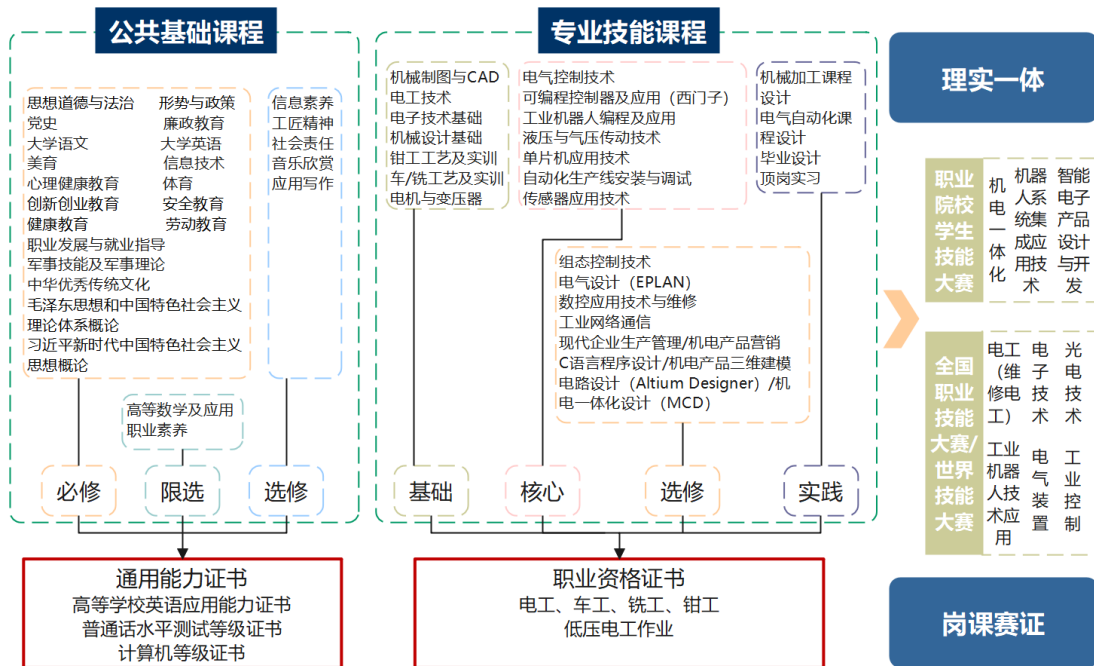 公共基础课程
思想道德与法治 形势与政策
党史 廉政教育
大学语文 大学英语
美育 信息技术
心理健康教育 体育
创新创业教育 安全教育
健康教育 劳动教育
职业发展与就业指导
军事技能及军事理论
中华优秀传统文化
毛泽东思想和中国特色社会主义
理论体系概论
习近平新时代中国特色社会主义
思想概论
信息素养
工匠精神
社会责任
音乐欣赏
应用写作
高等数学及应用
职业素养
必修
限选
选修
通用能力证书
高等学校英语应用能力证书
普通话水平测试等级证书
计算机等级证书
专业技能课程
机械制图与CAD
电工技术
电子技术基础
机械设计基础
钳工工艺及实训
车/铣工艺及实训
电机与变压器
电气控制技术
可编程控制器及应用（西门子）
工业机器人编程及应用
液压与气压传动技术
单片机应用技术
自动化生产线安装与调试
传感器应用技术
机械加工课程
设计
电气自动化课
程设计
毕业设计
顶岗实习
组态控制技术
电气设计（EPLAN）
数控应用技术与维修
工业网络通信
现代企业生产管理/机电产品营销
C语言程序设计/机电产品三维建模
电路设计（Altium Designer）/机
电一体化设计（MCD）
基础
核心
选修
实践
职业资格证书
电工、车工、铣工、钳工
低压电工作业
理实一体
职业
院校
学生
技能
大赛
机电一体化
机器
人系
统集
成应
用技
术
智能
电子
产品
设计
与开
发
全国
职业
技能
大赛/
世界
技能
大赛
电工
（维
修电
工）
电子技术
光电技术
工业
机器
人技
术应
用
电气装置
工业控制
岗课赛证